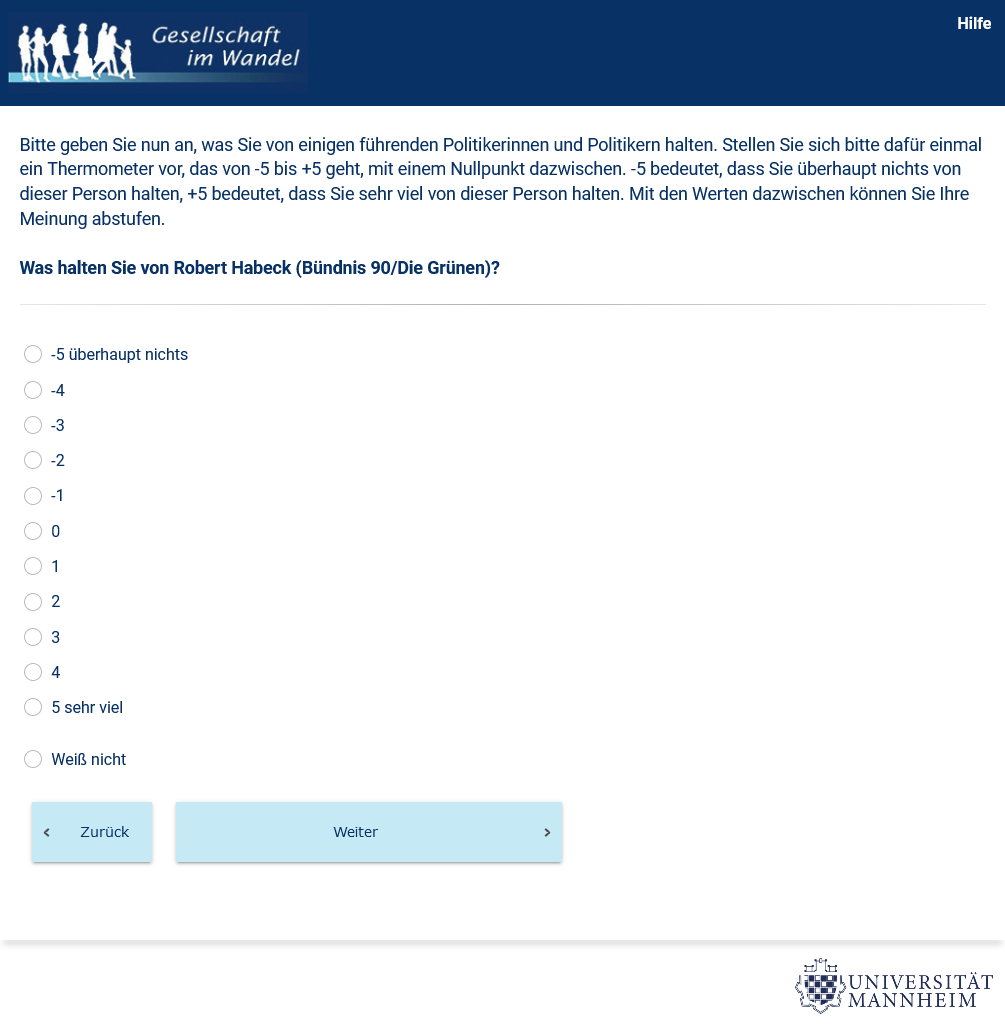 Gesellschaft
im Wandel
Hilfe
Bitte geben Sie nun an, was Sie von einigen führenden Politikerinnen und Politikern halten. Stellen Sie sich bitte dafür einmal
ein Thermometer vor, das von -5 bis +5 geht, mit einem Nullpunkt dazwischen. -5 bedeutet, dass Sie überhaupt nichts von
dieser Person halten, +5 bedeutet, dass Sie sehr viel von dieser Person halten. Mit den Werten dazwischen können Sie Ihre
Meinung abstufen.
Was halten Sie von Robert Habeck (Bündnis 90/Die Grünen)?
-5 überhaupt nichts
-4
-3
-2
-1
0
1
2
3
4
5 sehr viel
Weiß nicht
‹ Zurück
Weiter ›
UNIVERSITÄT
MANNHEIM